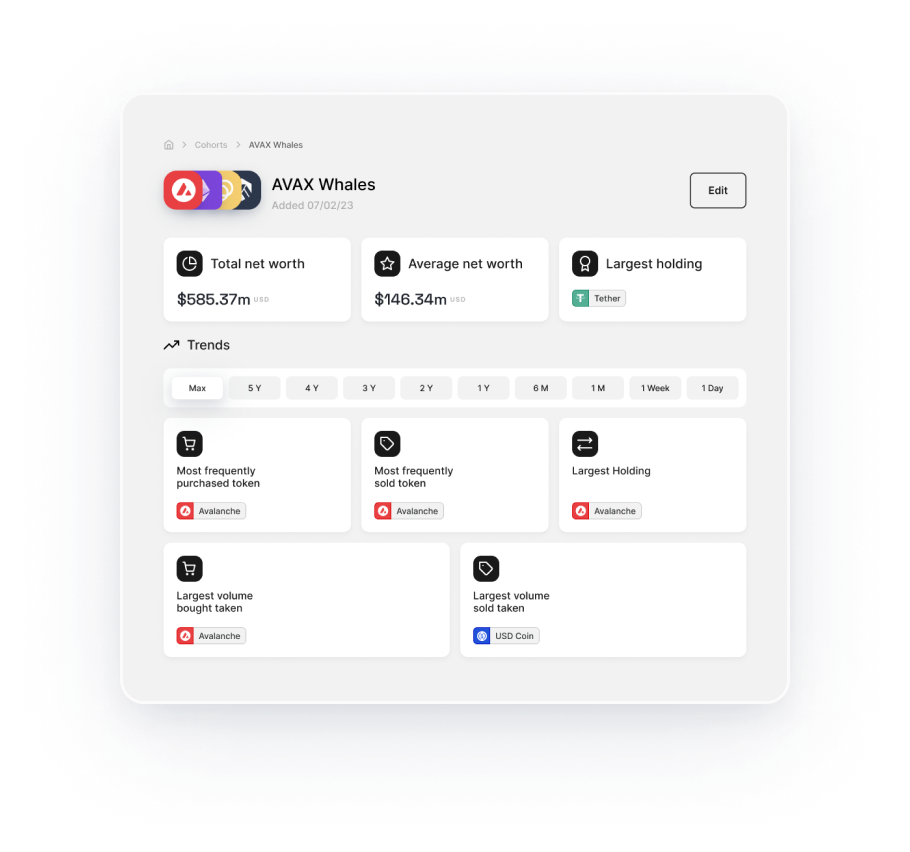 Cohorts AVAX Whales
AVAX Whales
Added 07/02/23
Edit
Total net worth
$585.37m USD
Average net worth
$146.34m USD
Largest holding
Tether
Trends
Max 5 Y 4 Y 3 Y 2 Y 1 Y 6 M 1 M 1 Week 1 Day
Most frequently
purchased token
Avalanche
Most frequently
sold token
Avalanche
Largest Holding
Avalanche
Largest volume
bought taken
Avalanche
Largest volume
sold taken
USD Coin